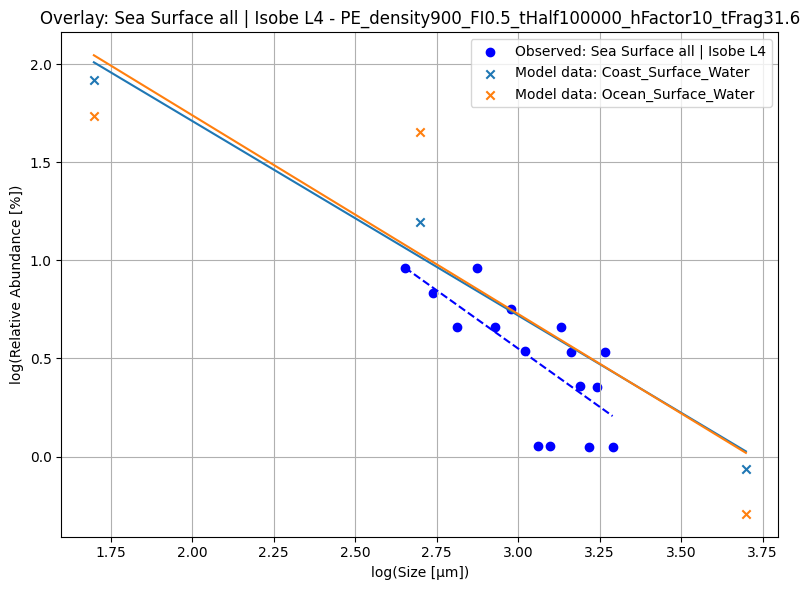 Overlay: Sea Surface all | Isobe L4 - PE_density900_FI0.5_tHalf100000_hFactor10_tFrag31.6
Observed: Sea Surface all | Isobe L4
Model data: Coast_Surface_Water
Model data: Ocean_Surface_Water
log(Relative Abundance [%])
2.0
1.5
1.0
0.5
0.0
1.75 2.00 2.25 2.50 2.75 3.00 3.25 3.50 3.75
log(Size [µm])